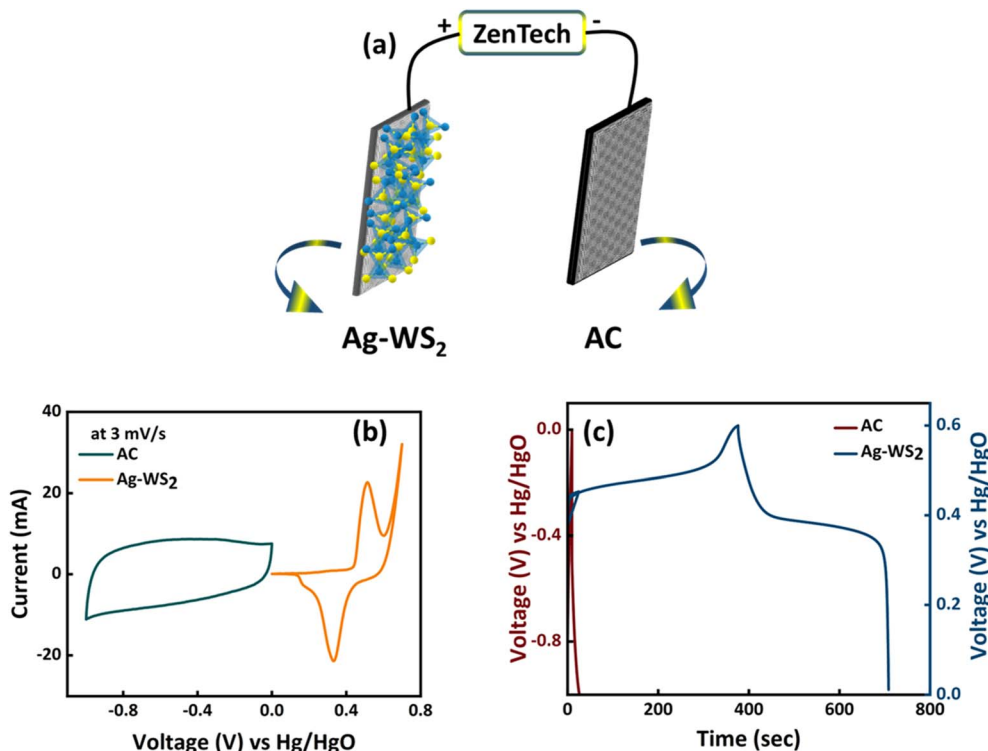 (a)
+
ZenTech
-
Ag-WS₂
AC
(b)
at 3 mV/s
AC
Ag-WS₂
Current (mA)
40
20
0
-20
-0.8
-0.4
0.0
0.4
0.8
Voltage (V) vs Hg/HgO
(c)
AC
Ag-WS₂
Voltage (V) vs Hg/HgO
0.0
-0.4
-0.8
Voltage (V) vs Hg/HgO
0.6
0.4
0.2
0.0
0
200
400
600
800
Time (sec)